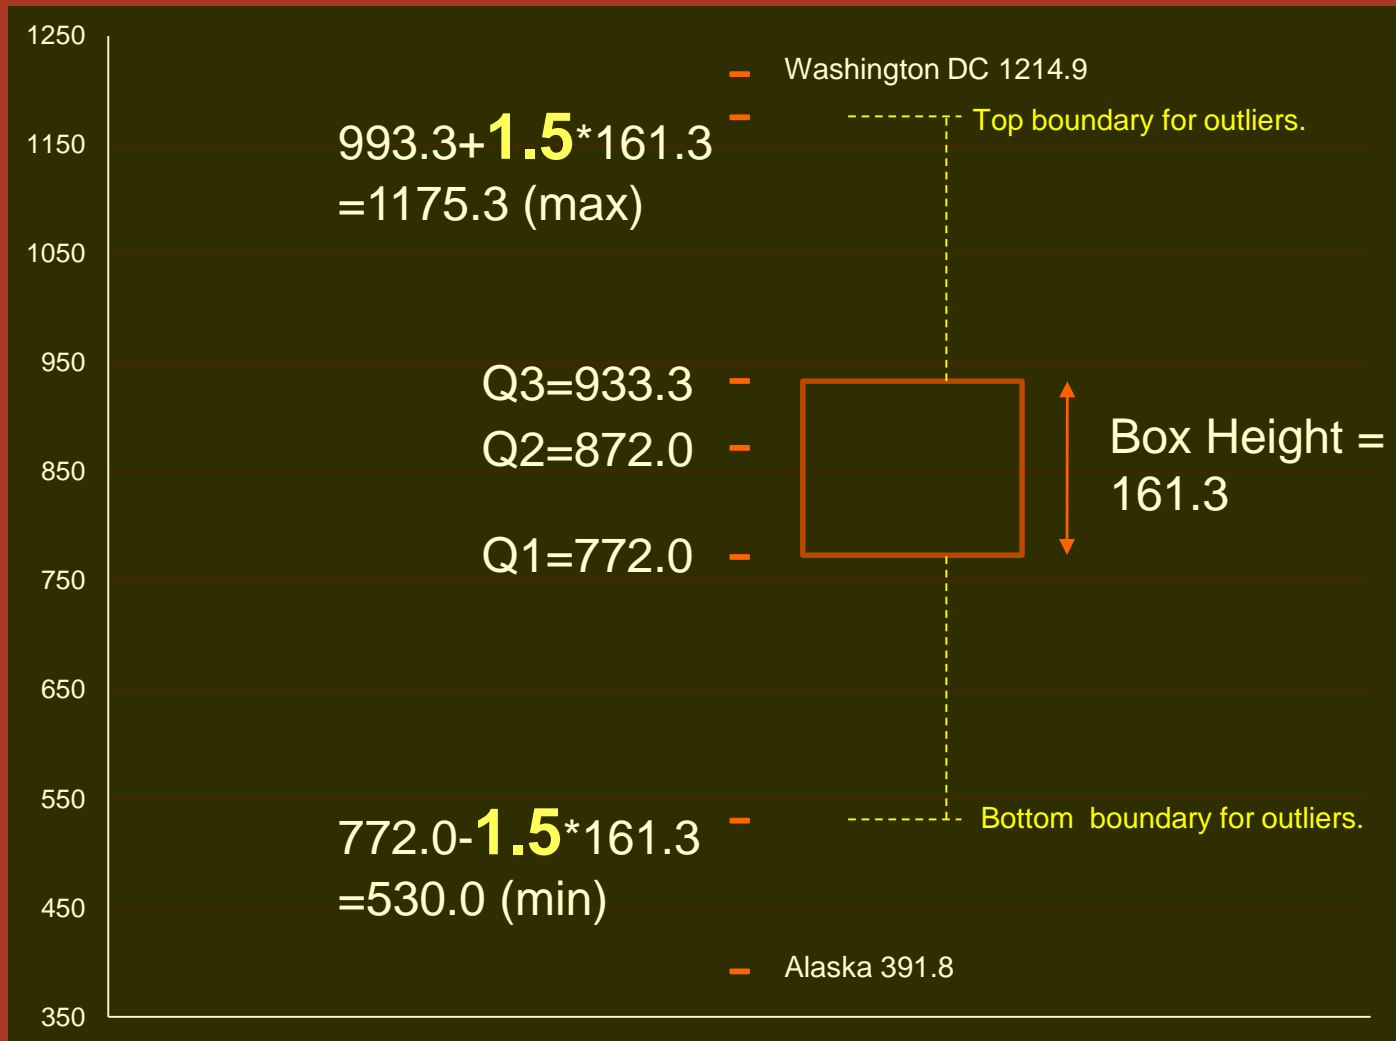 1250
Washington DC 1214.9
993.3+1.5*161.3
=1175.3 (max)
Top boundary for outliers.
1150
1050
950
Q3=933.3
Q2=872.0
850
Box Height =
161.3
Q1=772.0
750
650
550
772.0-1.5*161.3
=530.0 (min)
Bottom  boundary for outliers.
450
Alaska 391.8
350